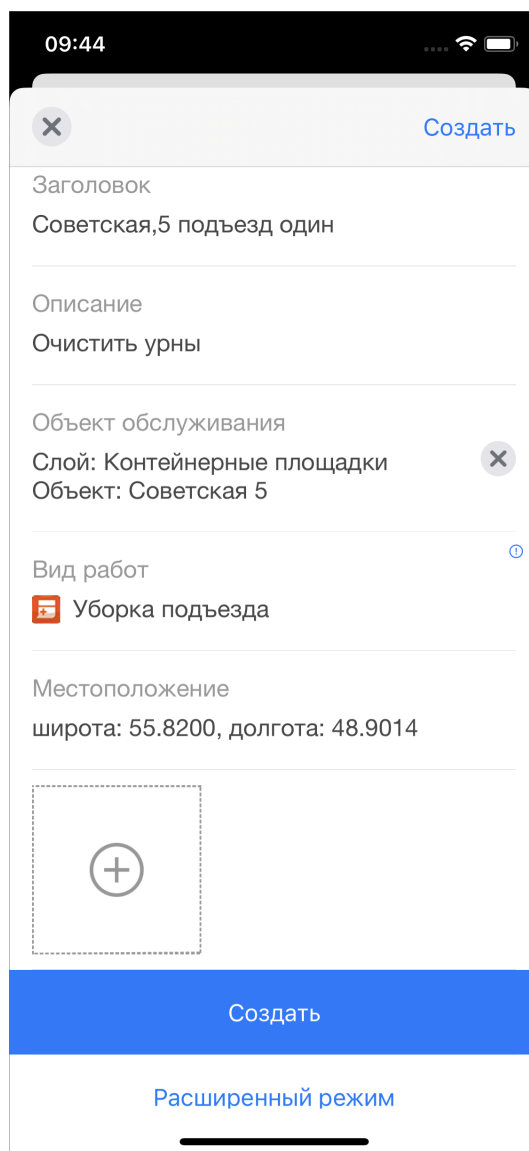 09:44
Создать
Заголовок
Советская,5 подъезд один
Описание
Очистить урны
Объект обслуживания
Слой: Контейнерные площадки
Объект: Советская 5
Вид работ
Уборка подъезда
Местоположение
широта: 55.8200, долгота: 48.9014
Создать
Расширенный режим